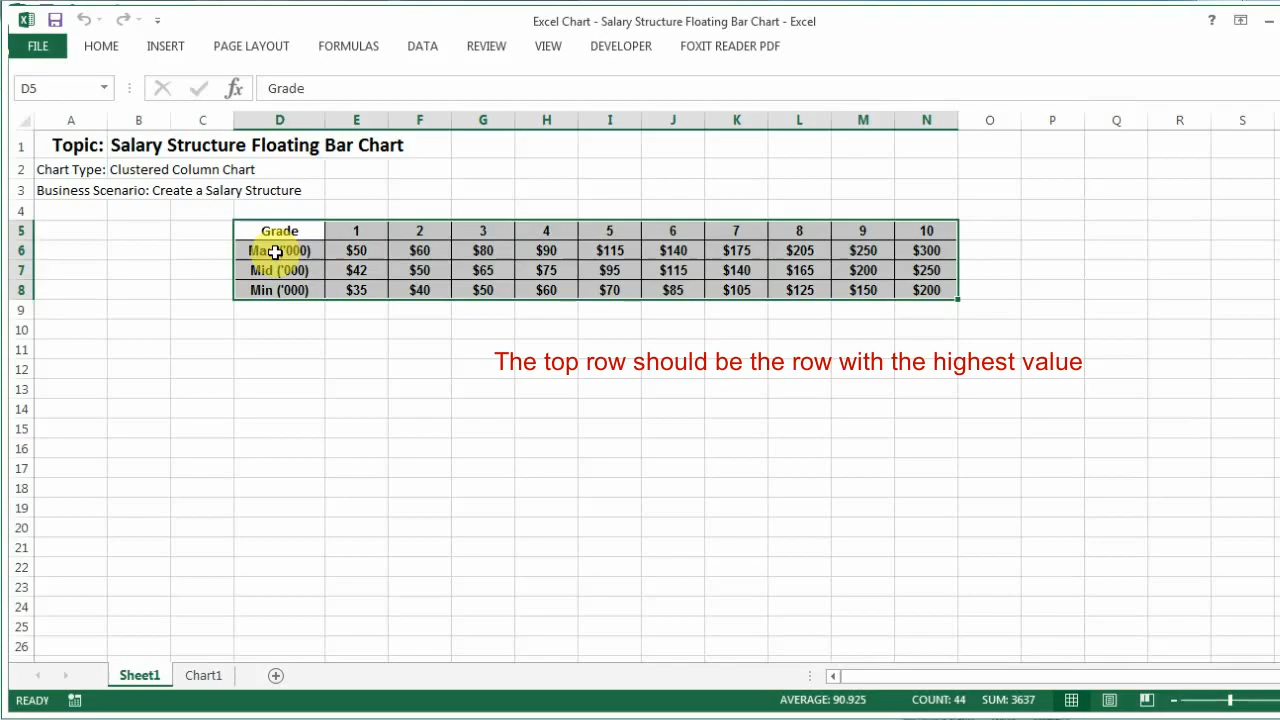 Excel Chart - Salary Structure Floating Bar Chart - Excel ?
FILE HOME INSERT PAGE LAYOUT FORMULAS DATA REVIEW VIEW DEVELOPER FOXIT READER PDF
D5 fx Grade
A B C D E F G H I J K L M N O P Q R S
1 Topic: Salary Structure Floating Bar Chart
2 Chart Type: Clustered Column Chart
3 Business Scenario: Create a Salary Structure
4
5 Grade 1 2 3 4 5 6 7 8 9 10
6 $50 $60 $80 $90 $115 $140 $175 $205 $250 $300
7 Mid ('000) $42 $50 $65 $75 $95 $115 $140 $165 $200 $250
8 Min ('000) $35 $40 $50 $60 $70 $85 $105 $125 $150 $200
9
10
11
The top row should be the row with the highest value
12
13
14
15
16
17
18
19
20
21
22
23
24
25
26
Sheet1 Chart1
READY AVERAGE: 90.925 COUNT: 44 SUM: 3637